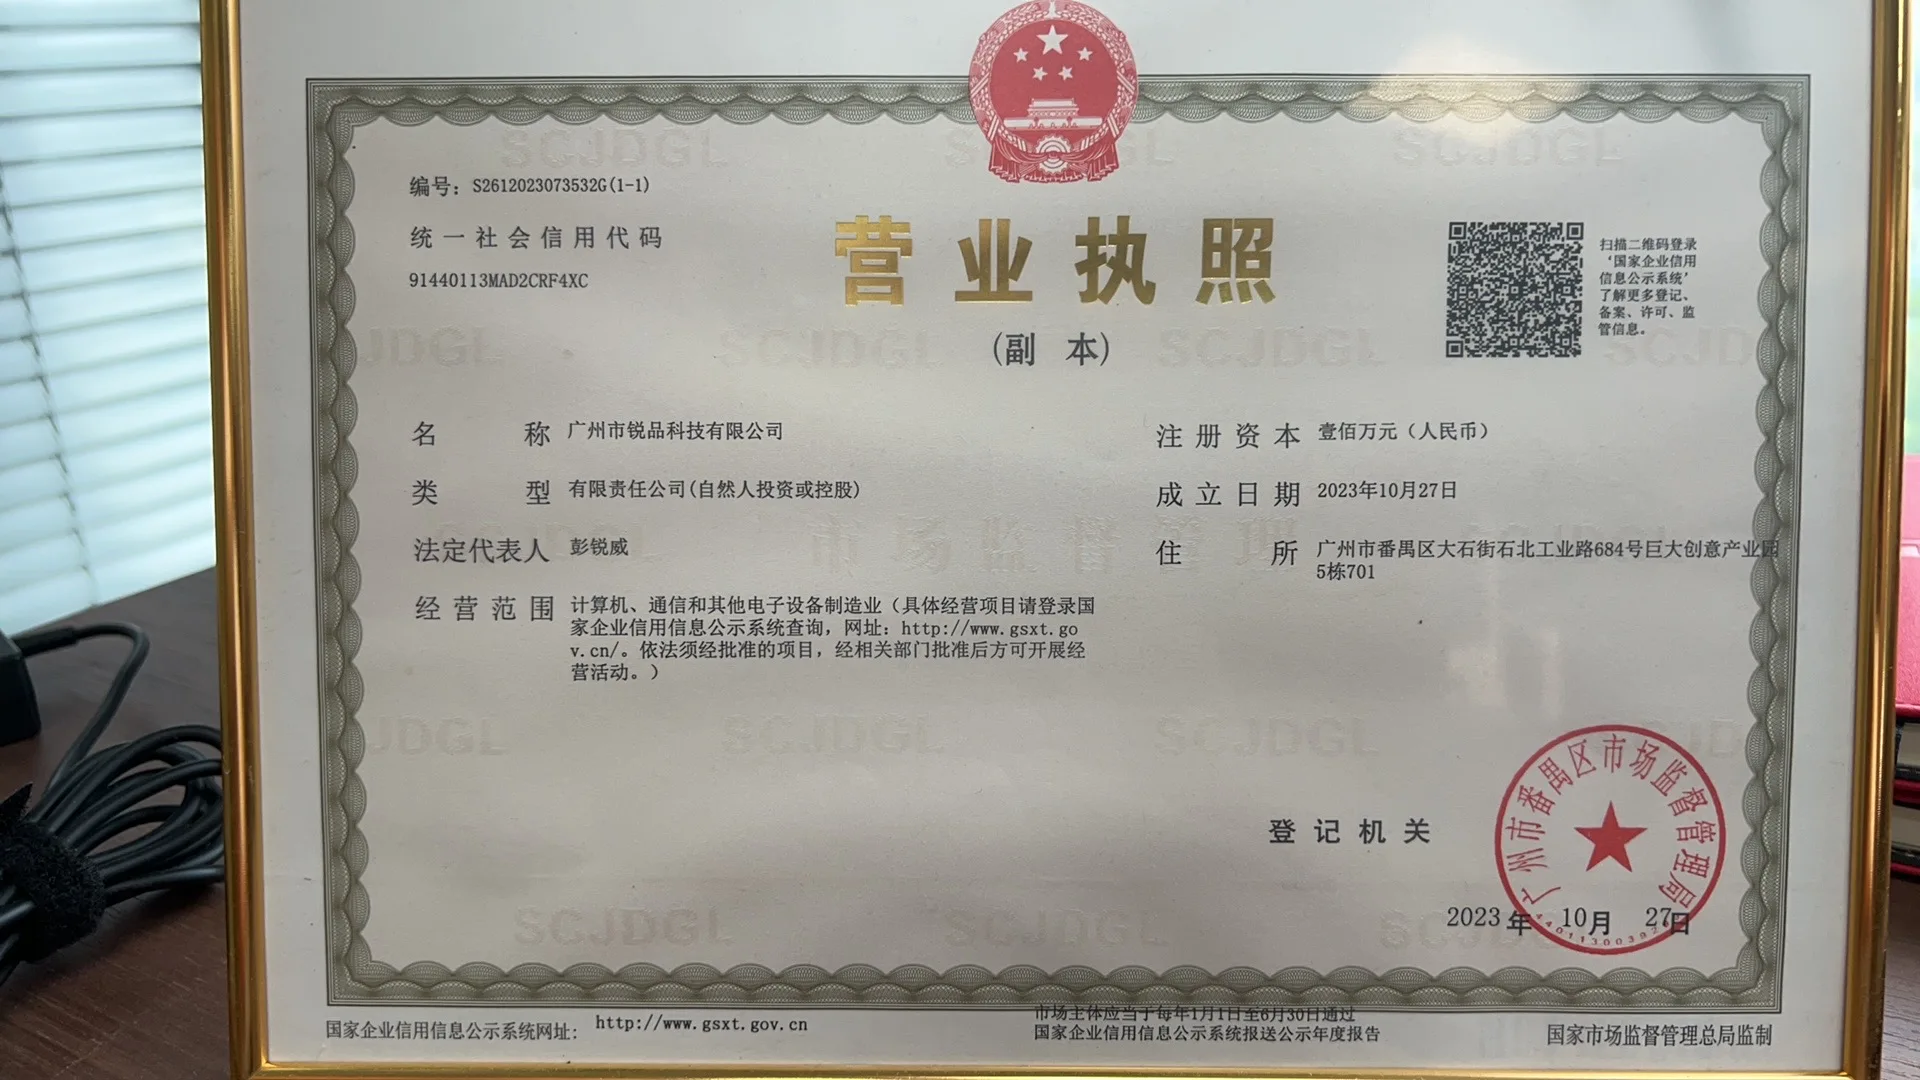 编号：S2612023073532G(1-1)
统一社会信用代码
91440113MAD2CRF4XC
营业执照
(副 本)
扫描二维码登录
‘国家企业信用
信息公示系统’
了解更多登记、
备案、许可、监
管信息。
名 称 广州市锐品科技有限公司
类 型 有限责任公司(自然人投资或控股)
法定代表人 彭锐威
经营范围 计算机、通信和其他电子设备制造业（具体经营项目请登录国
家企业信用信息公示系统查询，网址：http://www.gsxt.go
v.cn/。依法须经批准的项目，经相关部门批准后方可开展经
营活动。）
注册资本 壹佰万元（人民币）
成立日期 2023年10月27日
住 所 广州市番禺区大石街石北工业路684号巨大创意产业园
5栋701
SCJDGL
市场监督管理
登记机关
广州市番禺区市场监督管理局
2023年 10月 27日
国家企业信用信息公示系统网址：http://www.gsxt.gov.cn
市场主体应当于每年1月1日至6月30日通过
国家企业信用信息公示系统报送公示年度报告
国家市场监督管理总局监制